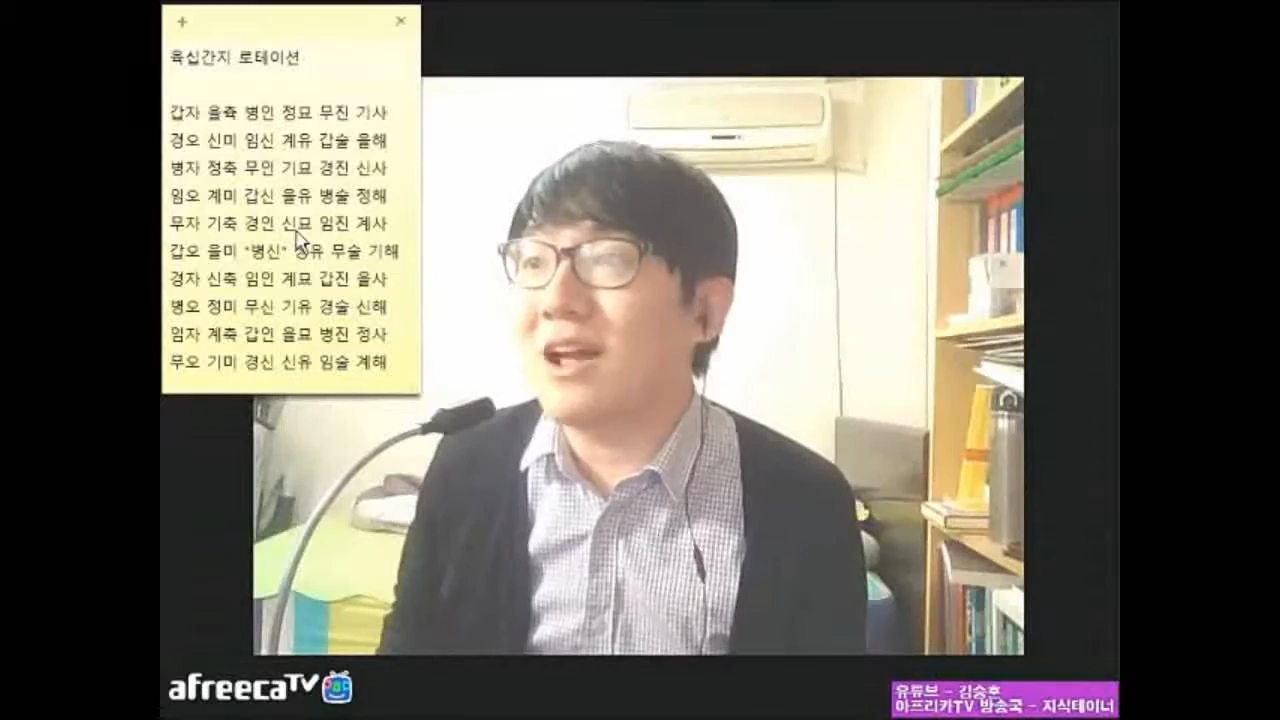 육십간지 로테이션
갑자 을츅 병인 정묘 무진 기사
경오 신미 임신 계유 갑술 을해
병자 정축 무인 기묘 경진 신사
임오 계미 갑신 을유 병술 정해
무자 기축 경인 신묘 임진 계사
갑오 을미 "병신" 정유 무술 기해
경자 신축 임인 계묘 갑진 을사
병오 정미 무신 기유 경술 신해
임자 계축 갑인 을묘 병진 정사
무오 기미 경신 신유 임술 계해
afreecaTV
유튜브 - 김승훈
아프리카TV 방송국 - 지식테이너